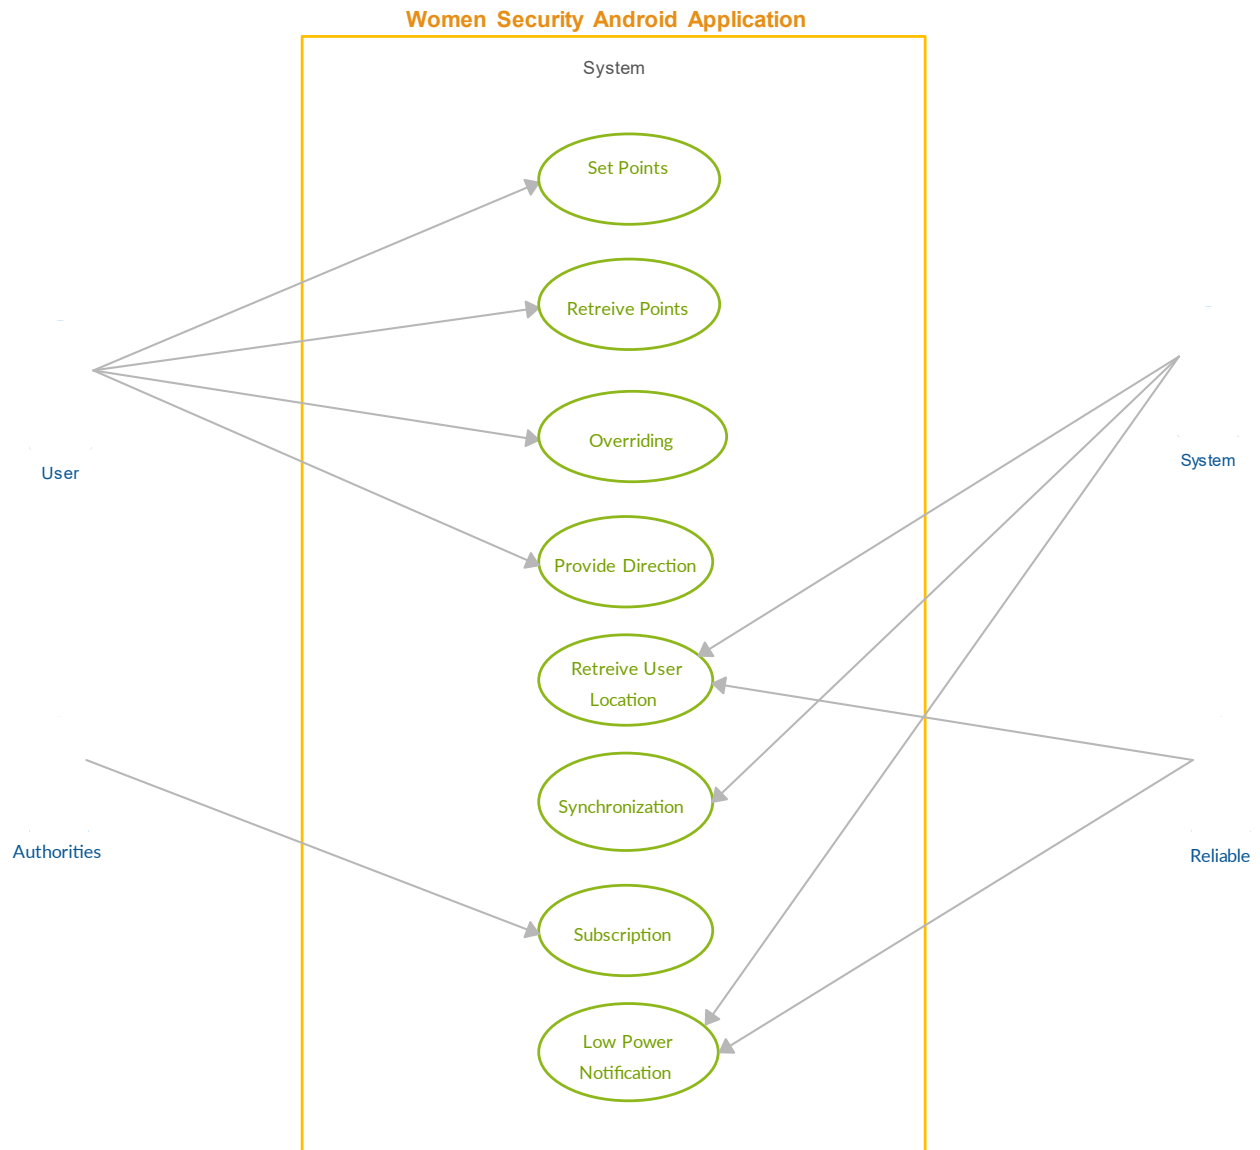 Women Security Android Application
System
Set Points
Retreive Points
Overriding
User
System
Provide Direction
Retreive User
Location
Synchronization
Authorities
Reliable
Subscription
Low Power
Notification